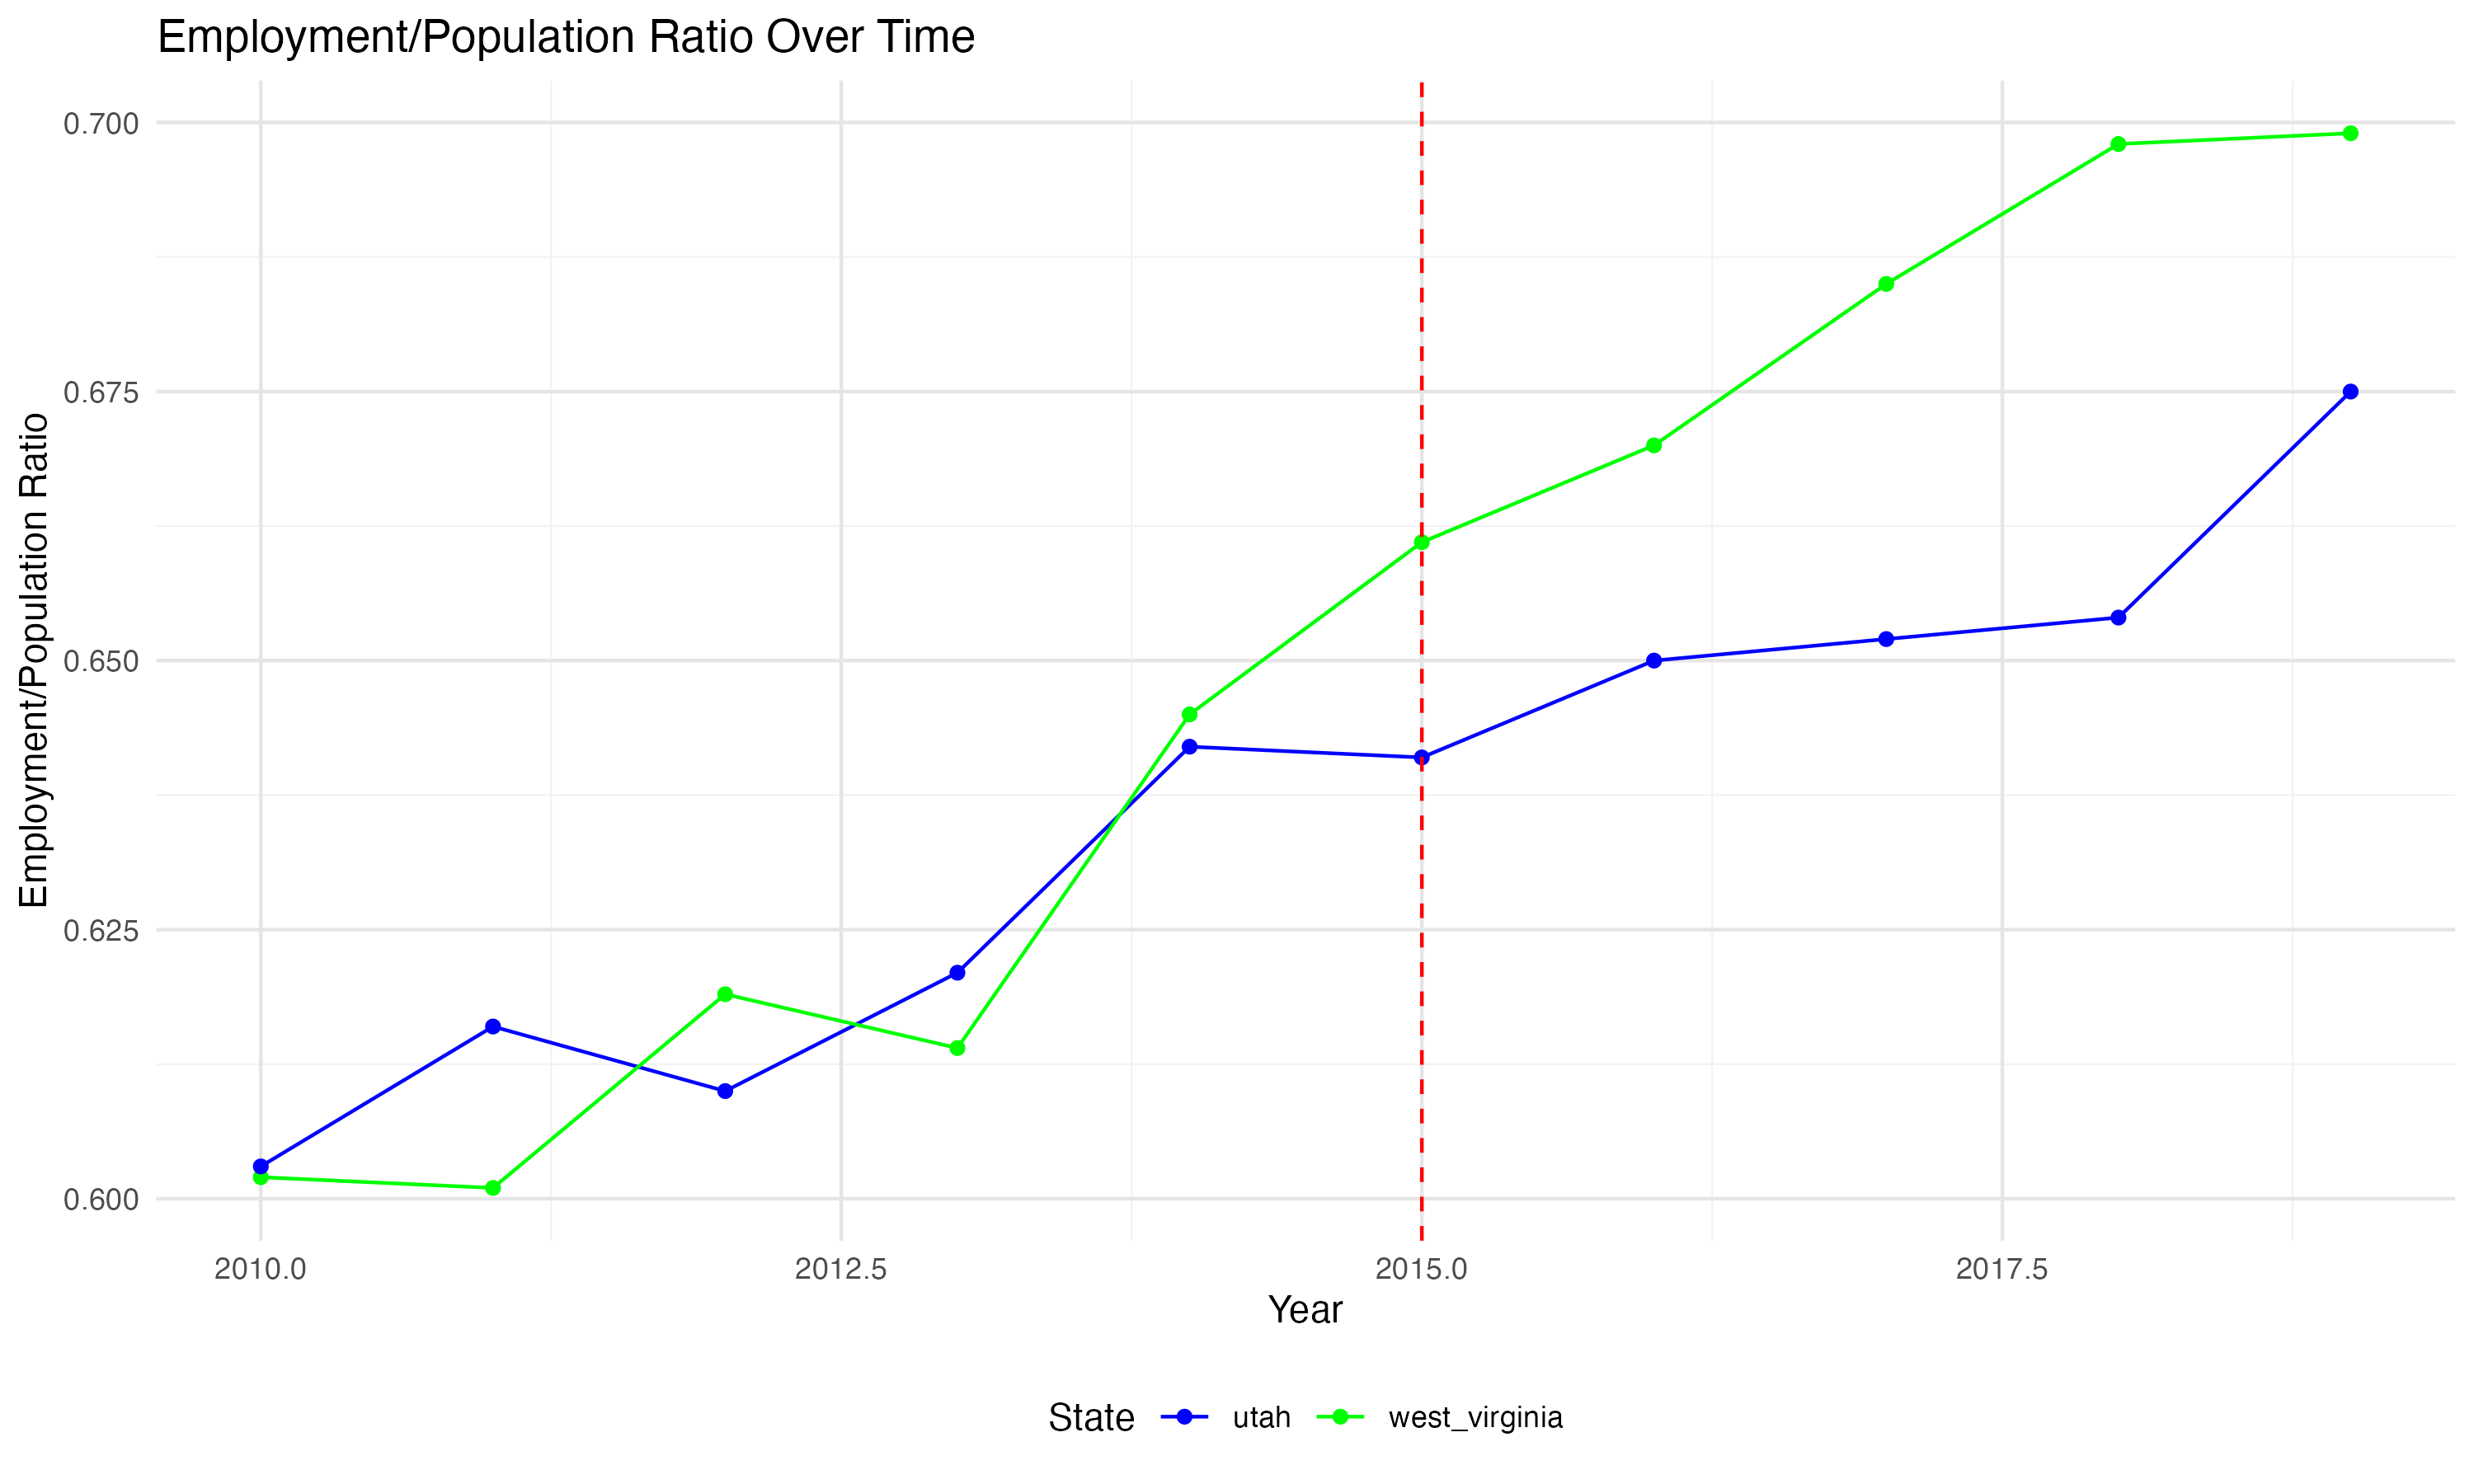 Employment/Population Ratio Over Time
Employment/Population Ratio
0.700
0.675
0.650
0.625
0.600
2010.0 2012.5 2015.0 2017.5
Year
State utah west_virginia